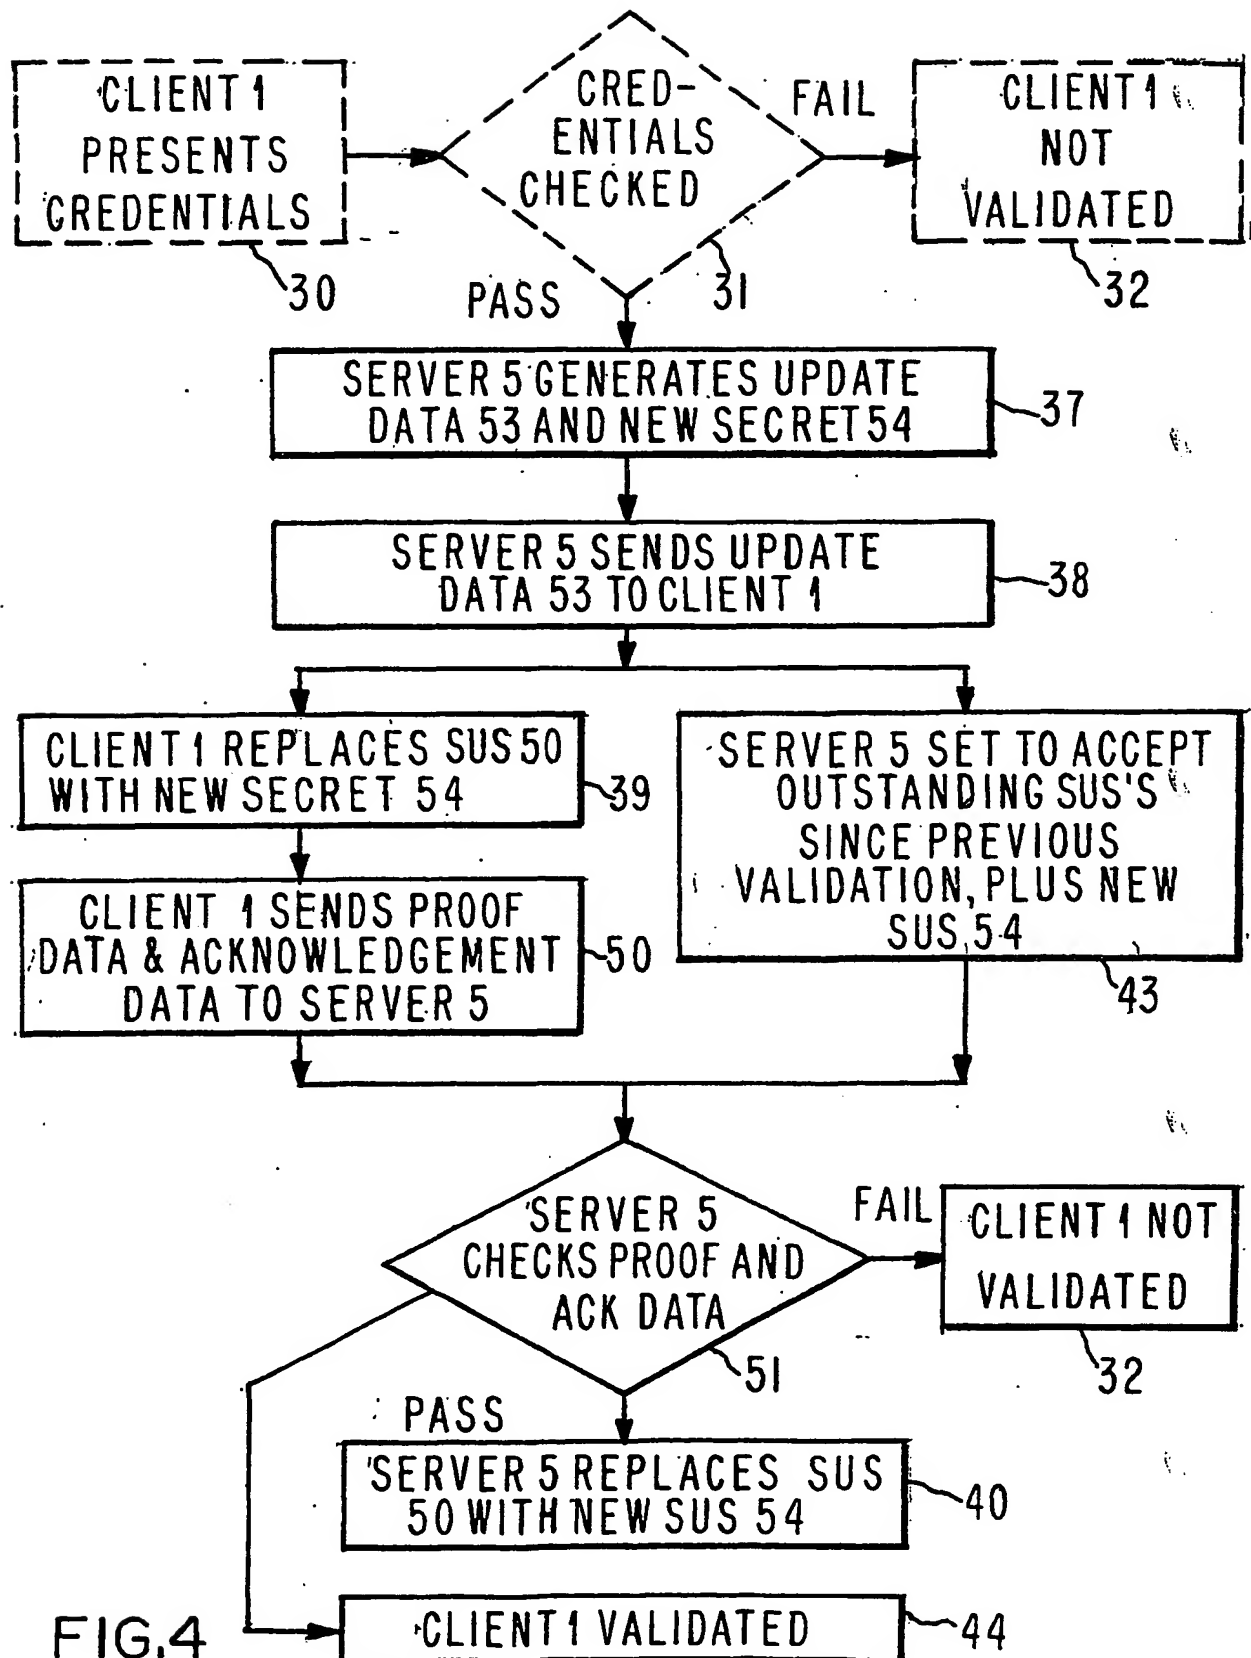 CLIENT 1
PRESENTS
CREDENTIALS
30
CRED-
ENTIALS
CHECKED
31
FAIL
CLIENT 1
NOT
VALIDATED
32
PASS
SERVER 5 GENERATES UPDATE
DATA 53 AND NEW SECRET 54
37
SERVER 5 SENDS UPDATE
DATA 53 TO CLIENT 1
38
CLIENT 1 REPLACES SUS 50
WITH NEW SECRET 54
39
SERVER 5 SET TO ACCEPT
OUTSTANDING SUS'S
SINCE PREVIOUS
VALIDATION, PLUS NEW
SUS 54
43
CLIENT 1 SENDS PROOF
DATA & ACKNOWLEDGEMENT
DATA TO SERVER 5
50
SERVER 5
CHECKS PROOF AND
ACK DATA
51
FAIL
CLIENT 1 NOT
VALIDATED
32
PASS
SERVER 5 REPLACES SUS
50 WITH NEW SUS 54
40
CLIENT 1 VALIDATED
44
FIG.4